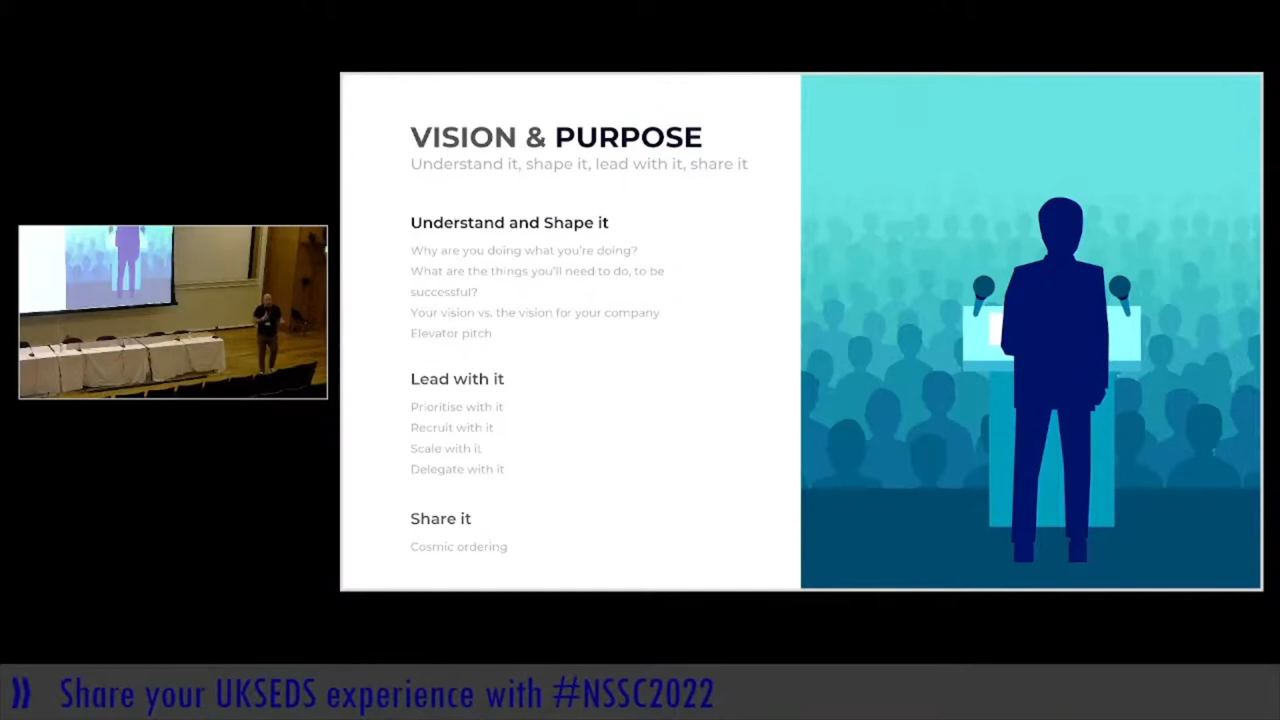 VISION & PURPOSE
Understand it, shape it, lead with it, share it
Understand and Shape it
Why are you doing what you're doing?
What are the things you'll need to do, to be
successful?
Your vision vs. the vision for your company
Elevator pitch
Lead with it
Prioritise with it
Recruit with it
Scale with it
Delegate with it
Share it
Cosmic ordering
Share your UKSEDS experience with #NSSC2022